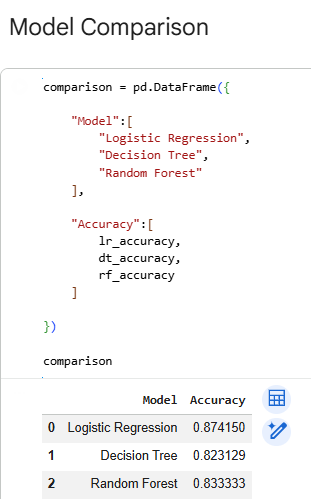 Model Comparison
comparison = pd.DataFrame({
"Model":[
"Logistic Regression",
"Decision Tree",
"Random Forest"
],
"Accuracy":[
lr_accuracy,
dt_accuracy,
rf_accuracy
]
})
comparison
Model Accuracy
0 Logistic Regression 0.874150
1 Decision Tree 0.823129
2 Random Forest 0.833333